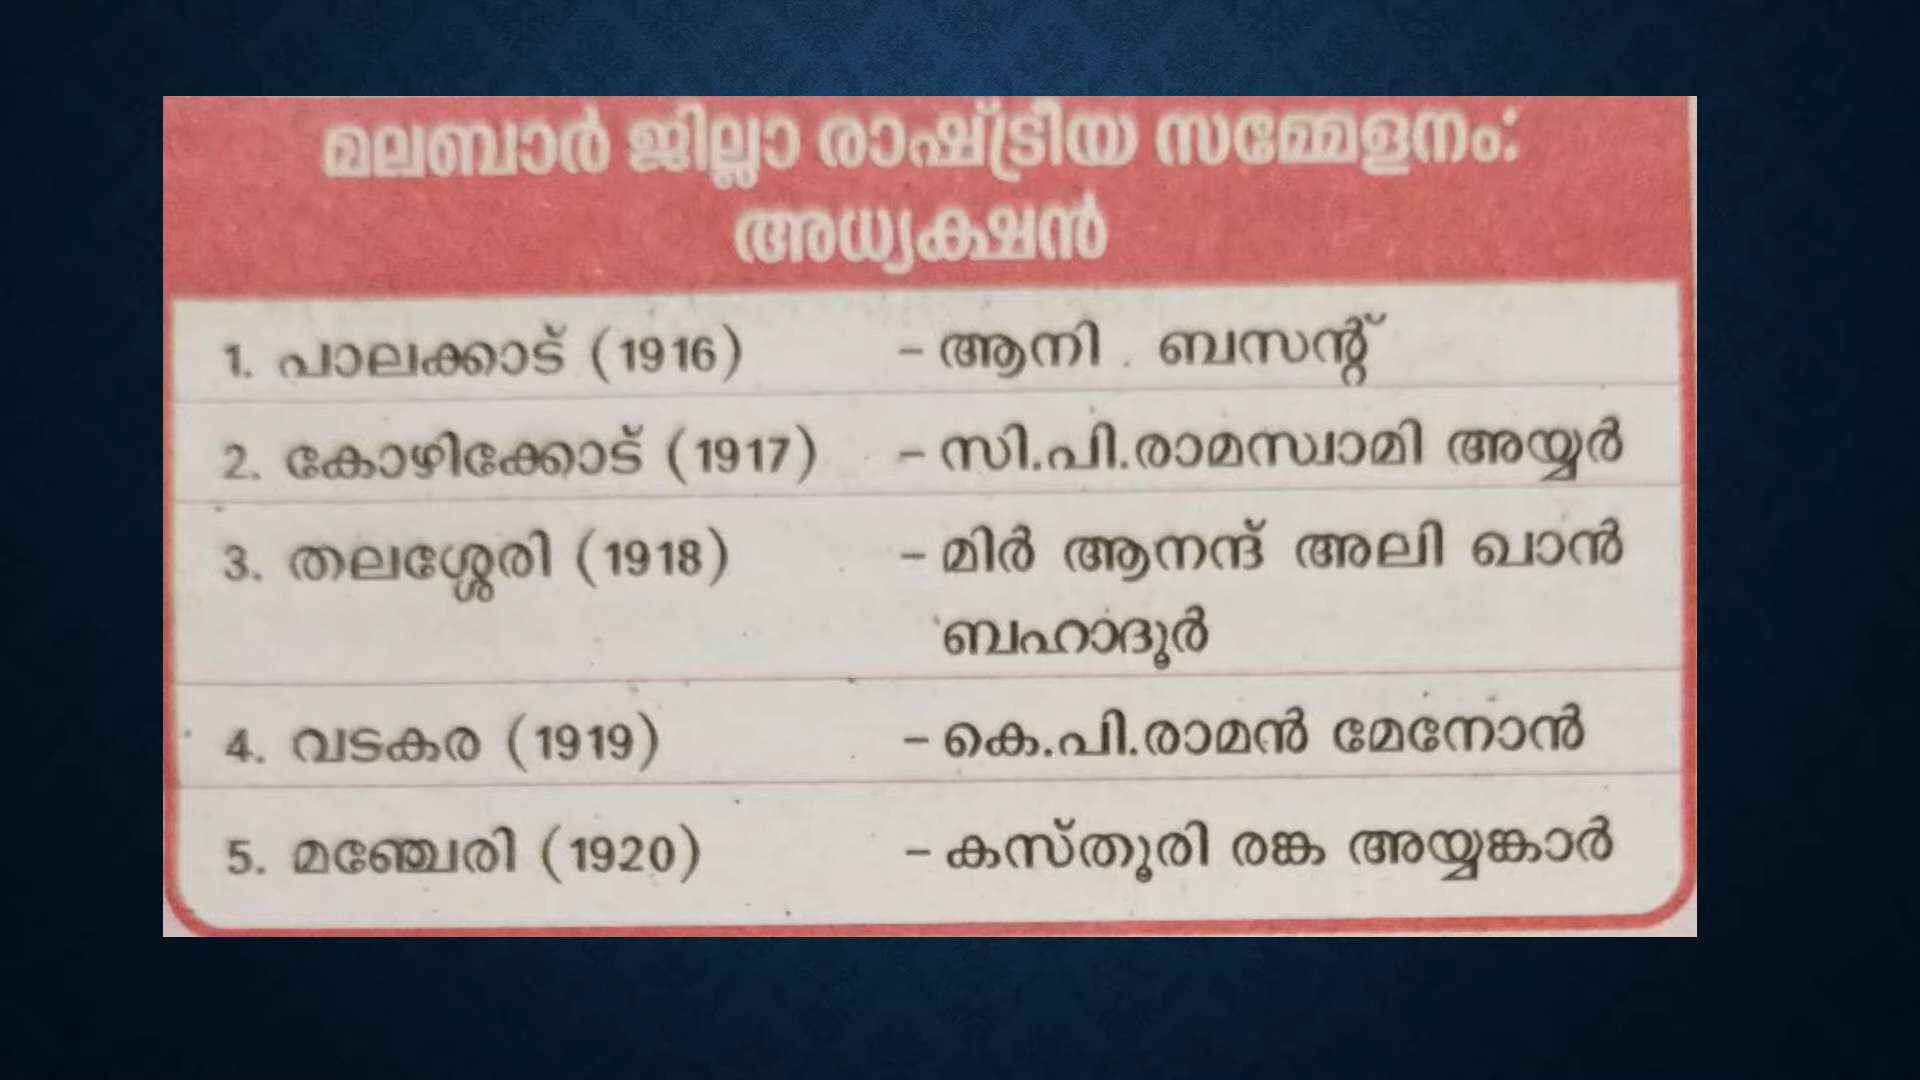 മലബാർ ജില്ലാ രാഷ്ട്രീയ സമ്മേളനം:
അധ്യക്ഷൻ
1. പാലക്കാട് (1916) – ആനി ബസന്റ്
2. കോഴിക്കോട് (1917) – സി.പി.രാമസ്വാമി അയ്യർ
3. തലശ്ശേരി (1918) – മിർ ആനന്ദ് അലി ഖാൻ
ബഹാദൂർ
4. വടകര (1919) – കെ.പി.രാമൻ മേനോൻ
5. മഞ്ചേരി (1920) – കസ്തൂരി രങ്ക അയ്യങ്കാർ